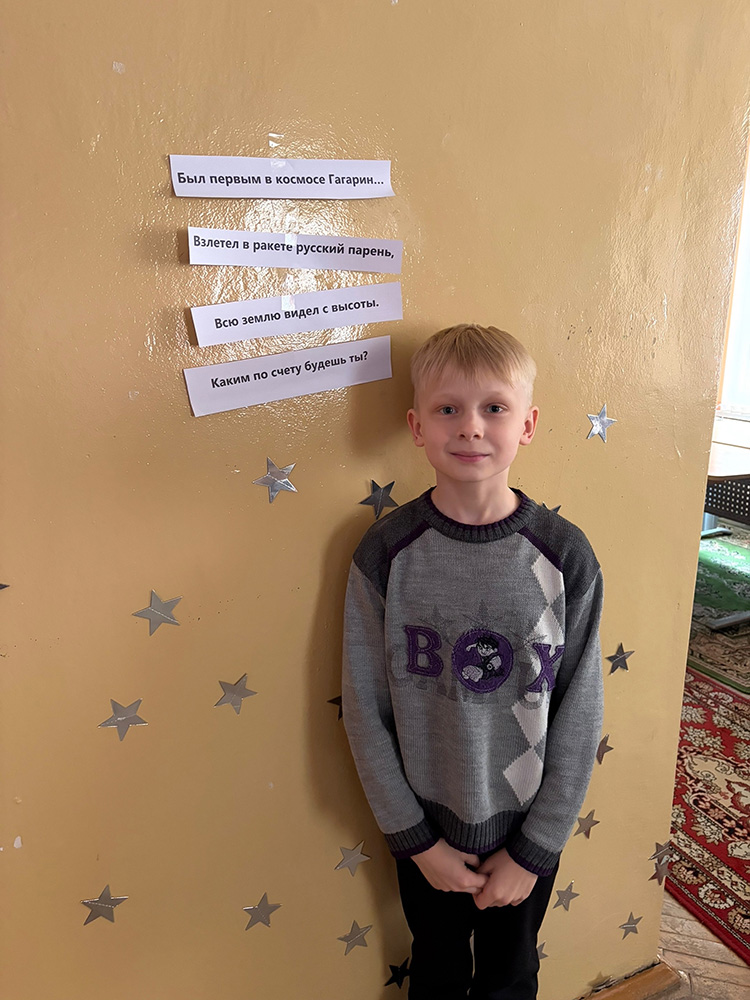 Был первым в космосе Гагарин...
Взлетел в ракете русский парень,
Всю землю видел с высоты.
Каким по счету будешь ты?
BOX